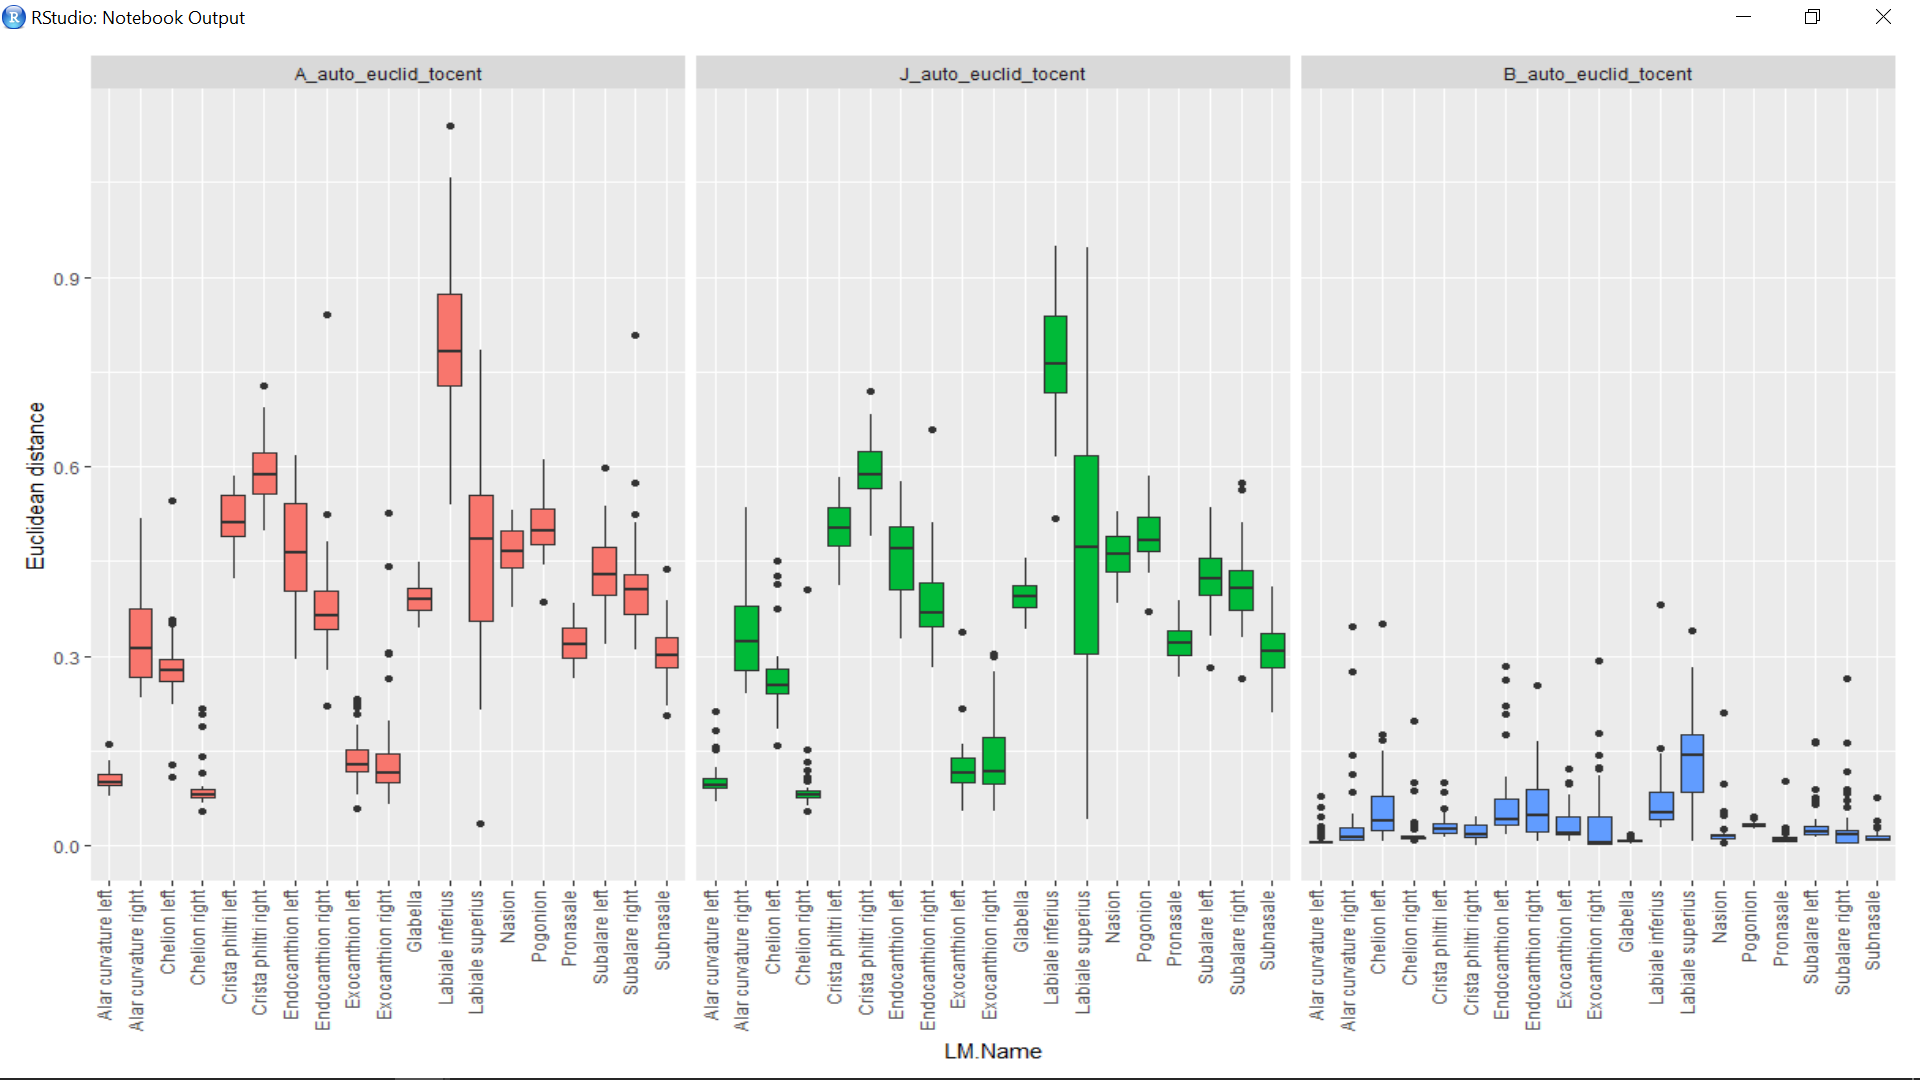 R RStudio: Notebook Output
A_auto_euclid_tocent
J_auto_euclid_tocent
B_auto_euclid_tocent
Euclidean distance
0.9
0.6
0.3
0.0
Alar curvature left
Alar curvature right
Chelion left
Chelion right
Crista philtri left
Crista philtri right
Endocanthion left
Endocanthion right
Exocanthion left
Exocanthion right
Glabella
Labiale inferius
Labiale superius
Nasion
Pogonion
Pronasale
Subalare left
Subalare right
Subnasale
Alar curvature left
Alar curvature right
Chelion left
Chelion right
Crista philtri left
Crista philtri right
Endocanthion left
Endocanthion right
Exocanthion left
Exocanthion right
Glabella
Labiale inferius
Labiale superius
Nasion
Pogonion
Pronasale
Subalare left
Subalare right
Subnasale
Alar curvature left
Alar curvature right
Chelion left
Chelion right
Crista philtri left
Crista philtri right
Endocanthion left
Endocanthion right
Exocanthion left
Exocanthion right
Glabella
Labiale inferius
Labiale superius
Nasion
Pogonion
Pronasale
Subalare left
Subalare right
Subnasale
LM.Name